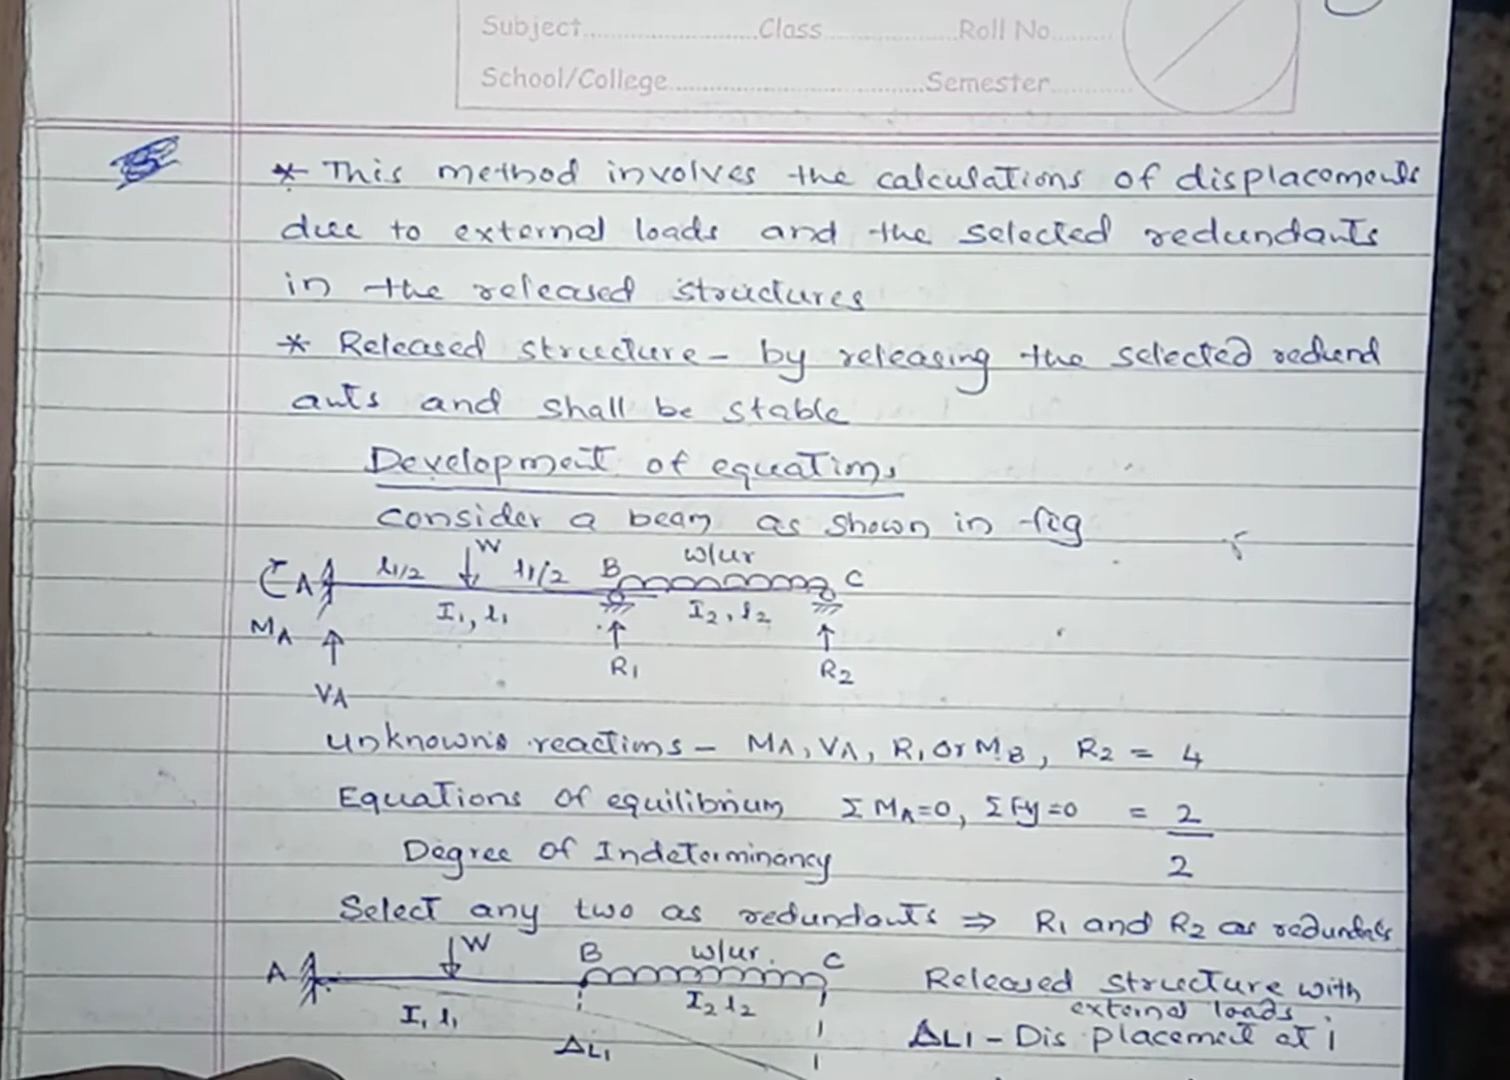 Subject..............Class..............Roll No..........
School/College..............Semester..........
* This method involves the calculations of displacements
due to external loads and the selected redundants
in the released structures
* Released structure - by releasing the selected redund
ants and shall be stable
Development of equations
Consider a beam as shown in fig
MA A l1/2 W l1/2 B w/ur C
I1, l1 I2, l2
VA R1 R2
Unknowns reactions - MA, VA, R1 or MB, R2 = 4
Equations of equilibrium ΣMA=0, ΣFy=0 = 2
Degree of Indeterminancy 2
Select any two as redundants ⇒ R1 and R2 as redundants
A W B w/ur. C Released structure with
I1 l1 I2 l2 external loads
ΔL1 ΔL1 - Displacement at 1